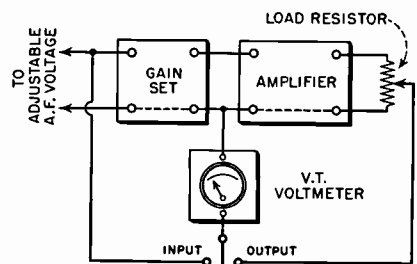 LOAD RESISTOR
TO
ADJUSTABLE
A.F. VOLTAGE
GAIN
SET
AMPLIFIER
V.T.
VOLTMETER
INPUT
OUTPUT